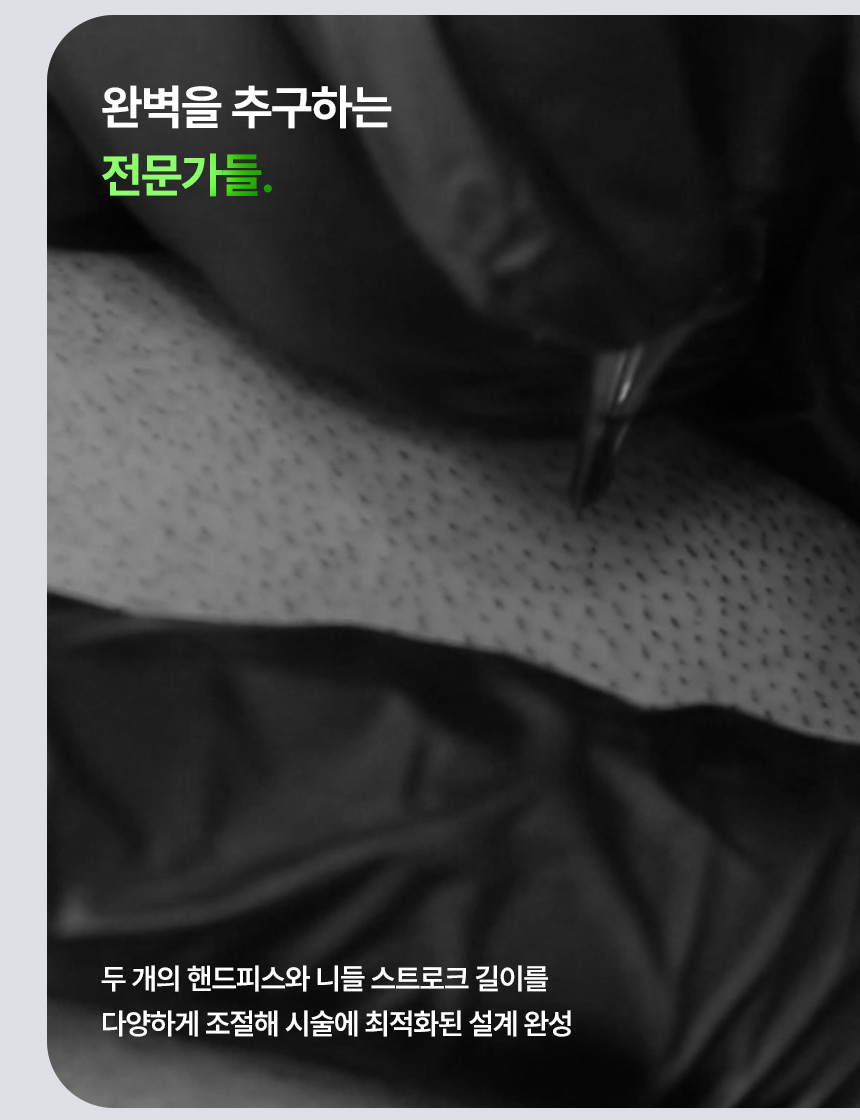 완벽을 추구하는
전문가들.
두 개의 핸드피스와 니들 스트로크 길이를
다양하게 조절해 시술에 최적화된 설계 완성